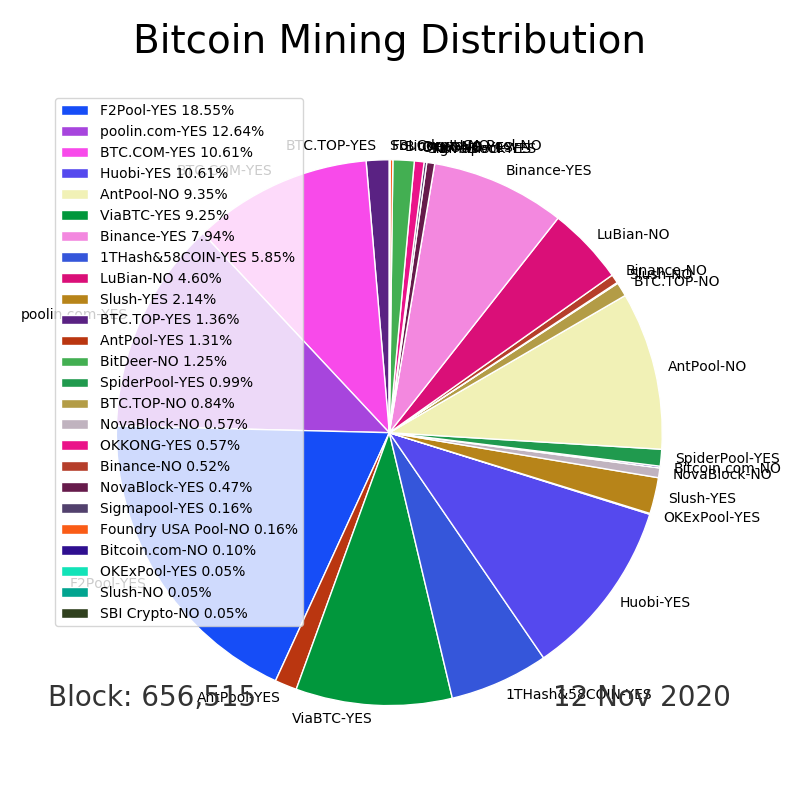 Bitcoin Mining Distribution
F2Pool-YES 18.55%
poolin.com-YES 12.64%
BTC.COM-YES 10.61%
Huobi-YES 10.61%
AntPool-NO 9.35%
ViaBTC-YES 9.25%
Binance-YES 7.94%
1THash&58COIN-YES 5.85%
LuBian-NO 4.60%
Slush-YES 2.14%
BTC.TOP-YES 1.36%
AntPool-YES 1.31%
BitDeer-NO 1.25%
SpiderPool-YES 0.99%
BTC.TOP-NO 0.84%
NovaBlock-NO 0.57%
OKKONG-YES 0.57%
Binance-NO 0.52%
NovaBlock-YES 0.47%
Sigmapool-YES 0.16%
Foundry USA Pool-NO 0.16%
Bitcoin.com-NO 0.10%
OKExPool-YES 0.05%
Slush-NO 0.05%
SBI Crypto-NO 0.05%
BTC.TOP-YES
BTC.COM-YES
poolin.com-YES
F2Pool-YES
AntPool-YES
ViaBTC-YES
1THash&58COIN-YES
Huobi-YES
OKExPool-YES
Slush-YES
NovaBlock-NO
Bitcoin.com-NO
SpiderPool-YES
AntPool-NO
BTC.TOP-NO
Slush-NO
Binance-NO
LuBian-NO
Binance-YES
Block: 656,515
12 Nov 2020